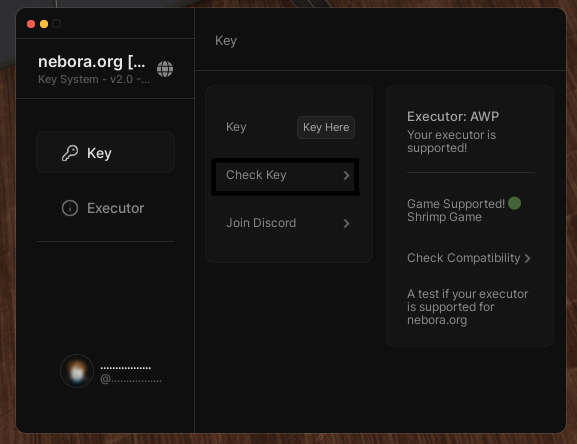 nebora.org [...
Key System - v2.0 -...
Key
Executor
.................
@.................
Key
Key
Key Here
Check Key
Join Discord
Executor: AWP
Your executor is
supported!
Game Supported!
Shrimp Game
Check Compatibility
A test if your executor
is supported for
nebora.org